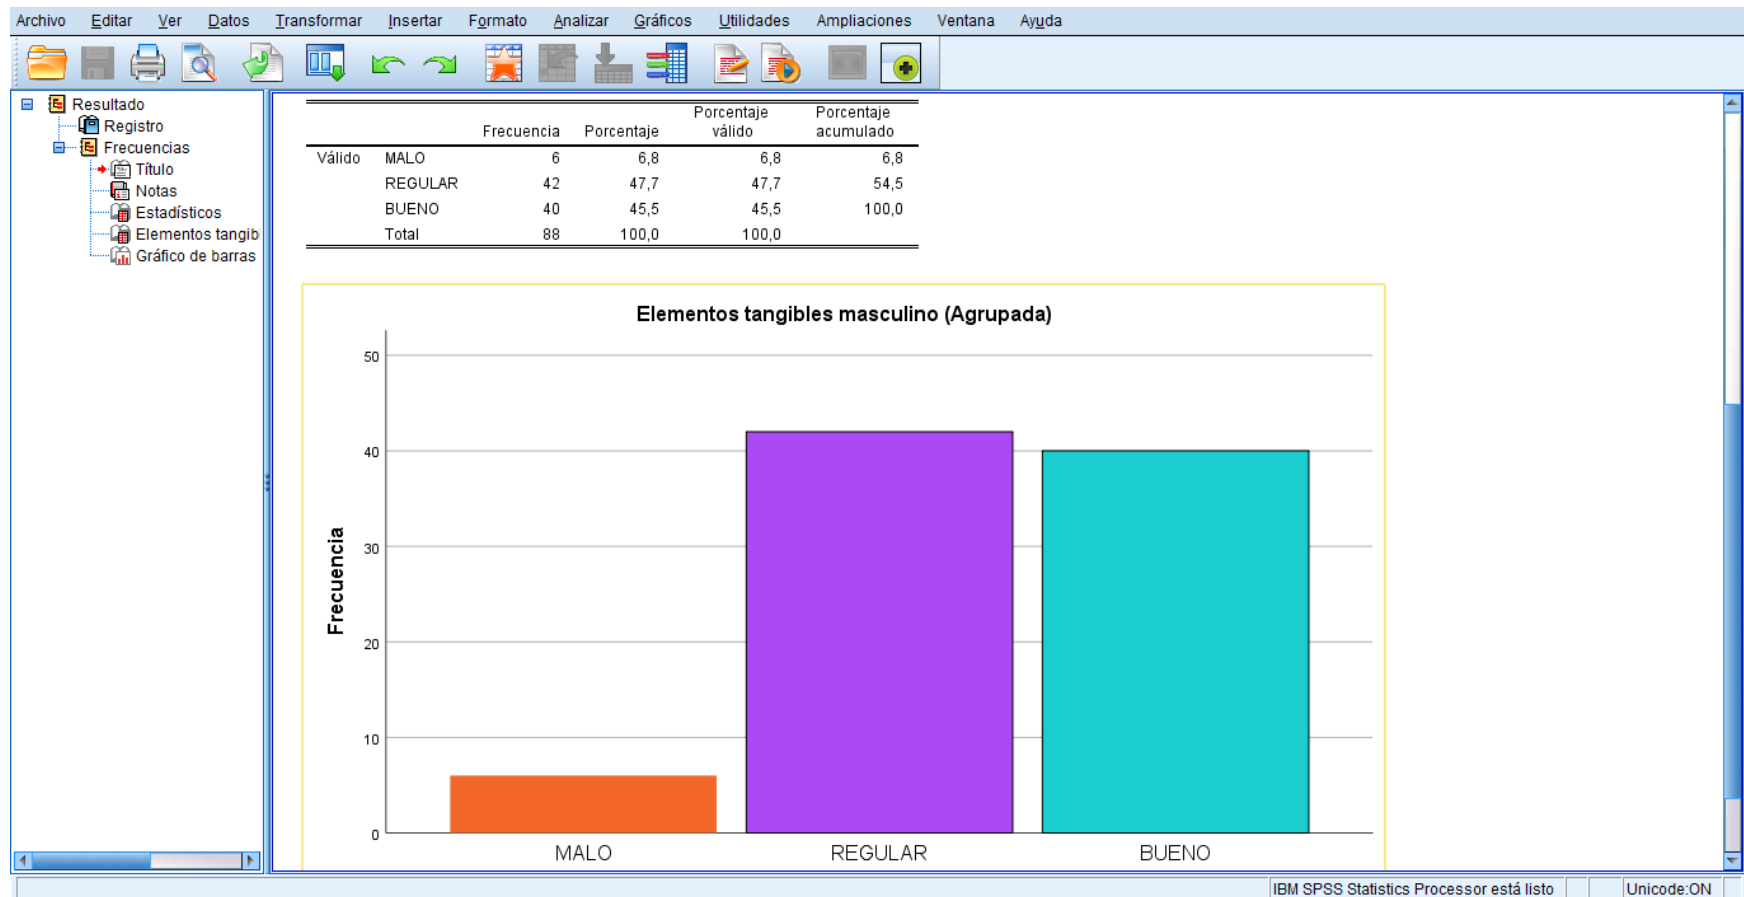 Archivo Editar Ver Datos Transformar Insertar Formato Analizar Gráficos Utilidades Ampliaciones Ventana Ayuda
Resultado
Registro
Frecuencias
Título
Notas
Estadísticos
Elementos tangib
Gráfico de barras
Frecuencia Porcentaje Porcentaje válido Porcentaje acumulado
Válido MALO 6 6,8 6,8 6,8
REGULAR 42 47,7 47,7 54,5
BUENO 40 45,5 45,5 100,0
Total 88 100,0 100,0
Elementos tangibles masculino (Agrupada)
Frecuencia
50
40
30
20
10
0
MALO REGULAR BUENO
IBM SPSS Statistics Processor está listo Unicode:ON